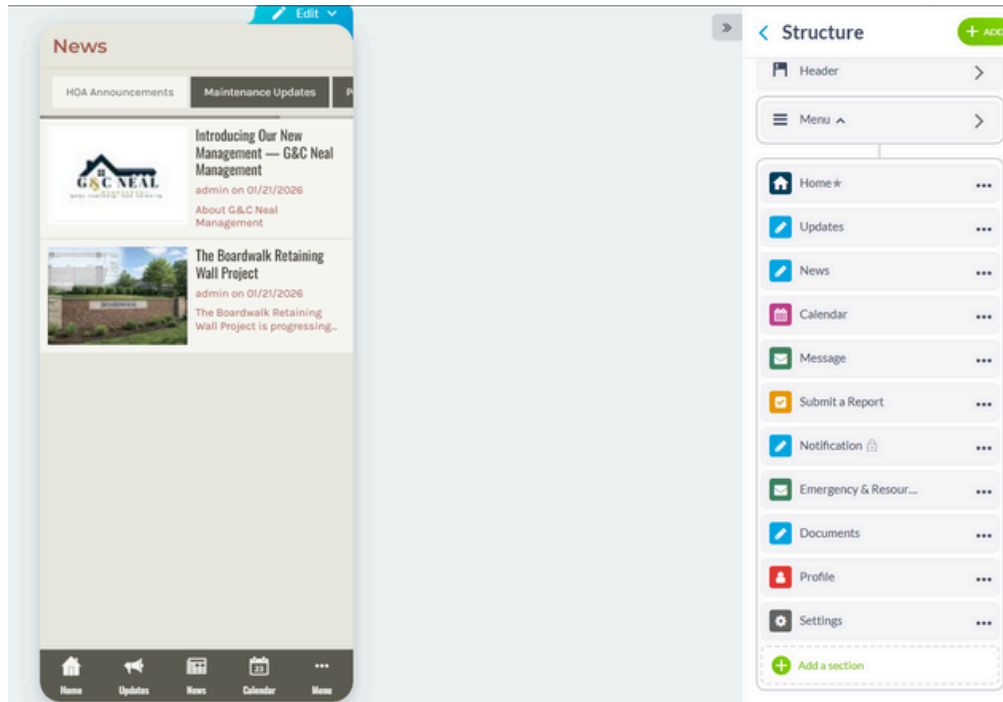 Edit
News
HOA Announcements
Maintenance Updates
Introducing Our New
Management — G&C Neal
Management
admin on 01/21/2026
About G&C Neal
Management
G&C NEAL
The Boardwalk Retaining
Wall Project
admin on 01/21/2026
The Boardwalk Retaining
Wall Project is progressing...
BOARDWALK
Home
Updates
News
23
Calendar
Menu
Structure
+ ADD
Header
Menu
Home
Updates
News
Calendar
Message
Submit a Report
Notification
Emergency & Resour...
Documents
Profile
Settings
Add a section